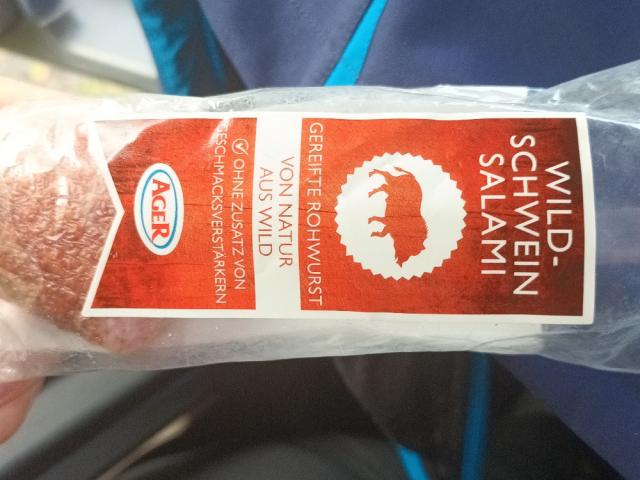 WILD-
SCHWEIN
SALAMI
GEREIFTE ROHWURST
VON NATUR
AUS WILD
OHNE ZUSATZ VON
GESCHMACKSVERSTÄRKERN
AGER